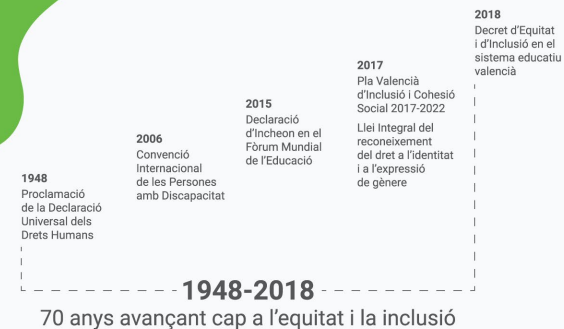 1948
Proclamació
de la Declaració
Universal dels
Drets Humans
2006
Convenció
Internacional
de les Persones
amb Discapacitat
2015
Declaració
d'Incheon en el
Fòrum Mundial
de l'Educació
2017
Pla Valencià
d'Inclusió i Cohesió
Social 2017-2022
Llei Integral del
reconeixement
del dret a l'identitat
i a l'expressió
de gènere
2018
Decret d'Equitat
i d'Inclusió en el
sistema educatiu
valencià
1948-2018
70 anys avançant cap a l'equitat i la inclusió